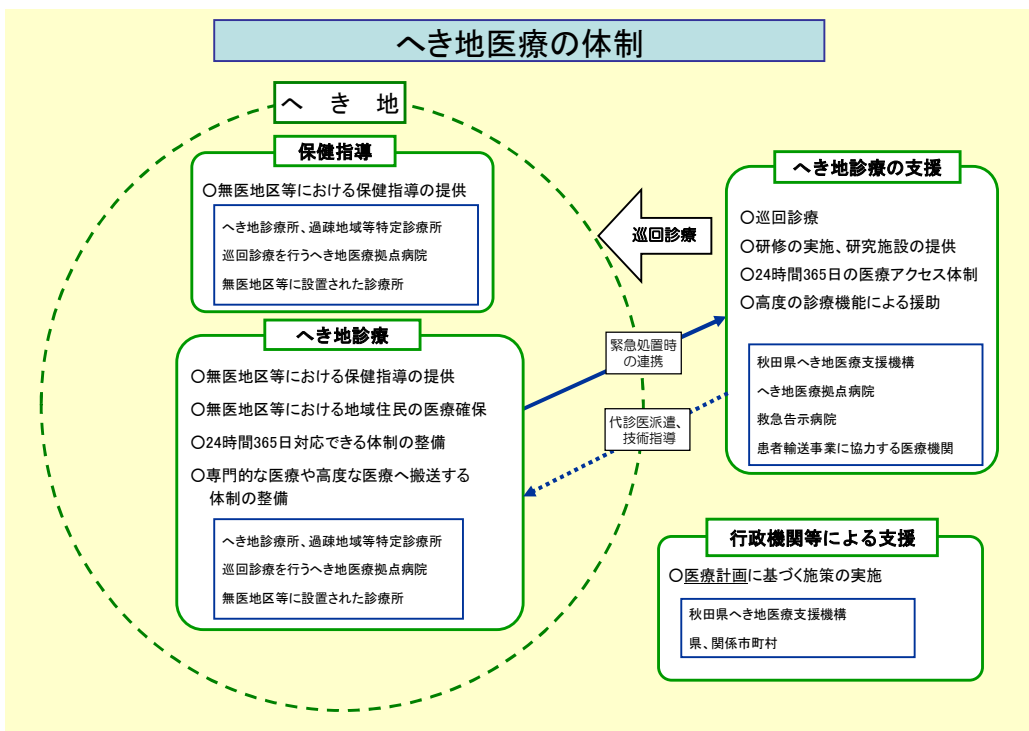 へき地医療の体制
へ き 地
保健指導
○無医地区等における保健指導の提供
へき地診療所、過疎地域等特定診療所
巡回診療を行うへき地医療拠点病院
無医地区等に設置された診療所
へき地診療
○無医地区等における保健指導の提供
○無医地区等における地域住民の医療確保
○24時間365日対応できる体制の整備
○専門的な医療や高度な医療へ搬送する
体制の整備
へき地診療所、過疎地域等特定診療所
巡回診療を行うへき地医療拠点病院
無医地区等に設置された診療所
巡回診療
緊急処置時
の連携
代診医派遣、
技術指導
へき地診療の支援
○巡回診療
○研修の実施、研究施設の提供
○24時間365日の医療アクセス体制
○高度の診療機能による援助
秋田県へき地医療支援機構
へき地医療拠点病院
救急告示病院
患者輸送事業に協力する医療機関
行政機関等による支援
○医療計画に基づく施策の実施
秋田県へき地医療支援機構
県、関係市町村